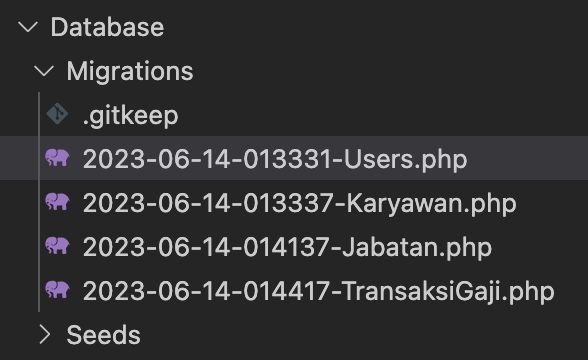 Database
Migrations
.gitkeep
2023-06-14-013331-Users.php
2023-06-14-013337-Karyawan.php
2023-06-14-014137-Jabatan.php
2023-06-14-014417-TransaksiGaji.php
Seeds